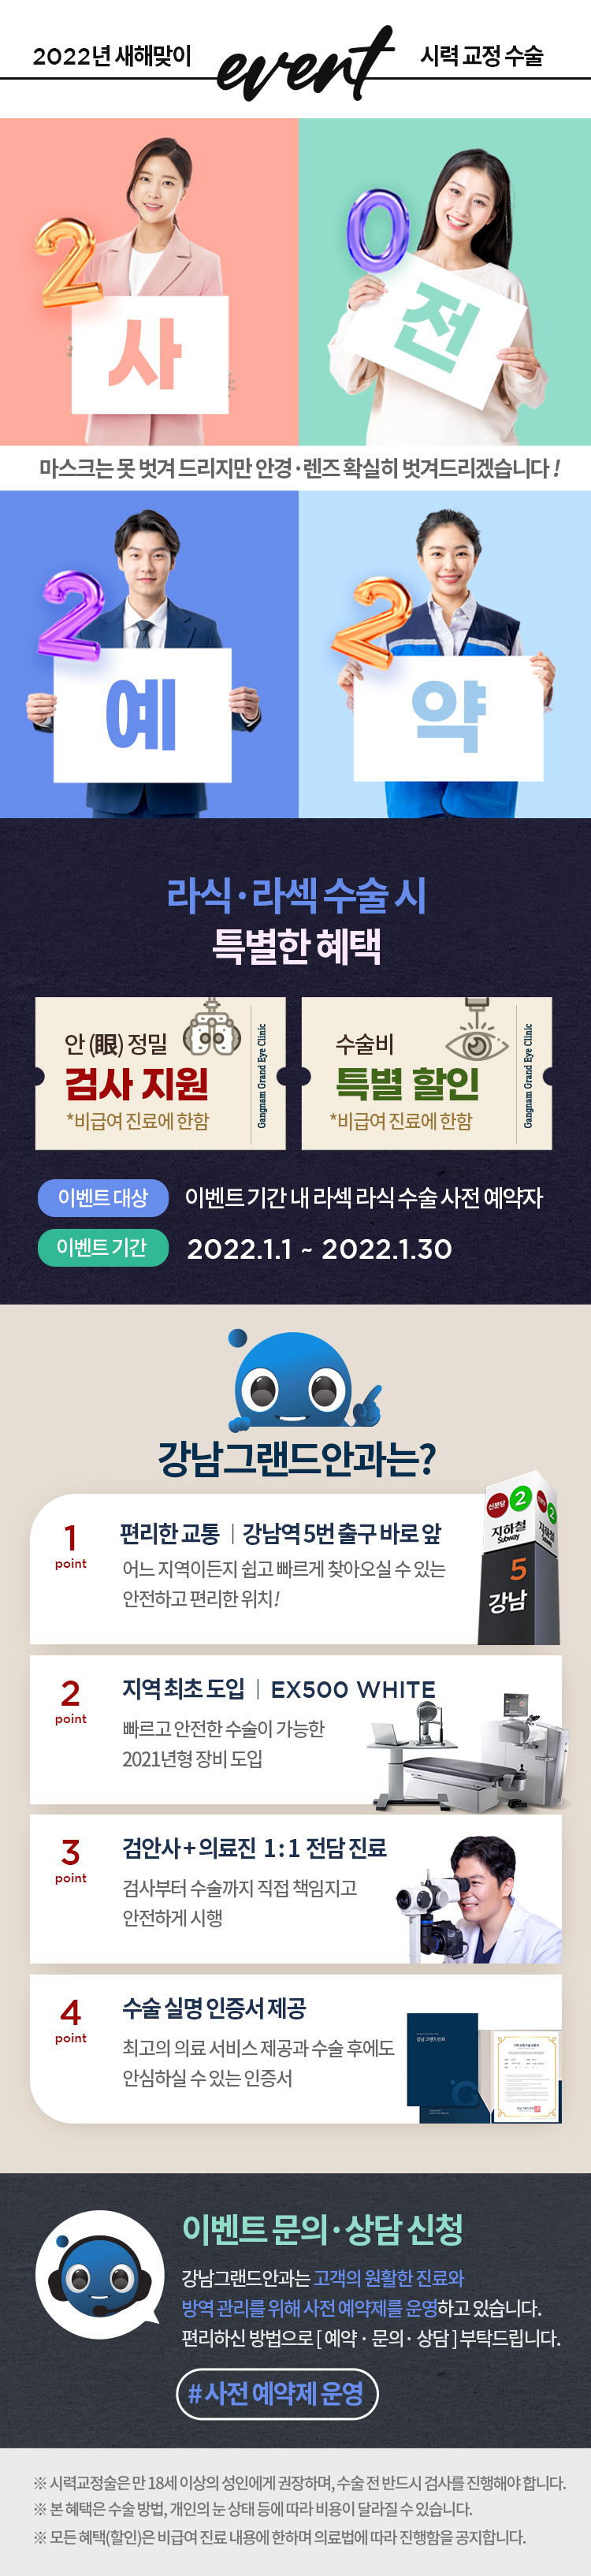 2022년 새해맞이 event 시력 교정 수술
2 0
사 전
마스크는 못 벗겨 드리지만 안경·렌즈 확실히 벗겨드리겠습니다 !
2 2
예 약
라식·라섹 수술 시
특별한 혜택
안 (眼) 정밀
검사 지원
*비급여 진료에 한함
Gangnam Grand Eye Clinic
수술비
특별 할인
*비급여 진료에 한함
Gangnam Grand Eye Clinic
이벤트 대상 이벤트 기간 내 라섹 라식 수술 사전 예약자
이벤트 기간 2022.1.1 ~ 2022.1.30
강남그랜드안과는?
1 point
편리한 교통 | 강남역 5번 출구 바로 앞
어느 지역이든지 쉽고 빠르게 찾아오실 수 있는
안전하고 편리한 위치!
신분당 2
지하철
Subway
5
강남
2 point
지역 최초 도입 | EX500 WHITE
빠르고 안전한 수술이 가능한
2021년형 장비 도입
3 point
검안사 + 의료진 1 : 1 전담 진료
검사부터 수술까지 직접 책임지고
안전하게 시행
4 point
수술 실명 인증서 제공
최고의 의료 서비스 제공과 수술 후에도
안심하실 수 있는 인증서
강남 그랜드안과
이벤트 문의·상담 신청
강남그랜드안과는 고객의 원활한 진료와
방역 관리를 위해 사전 예약제를 운영하고 있습니다.
편리하신 방법으로 [ 예약 · 문의 · 상담 ] 부탁드립니다.
# 사전 예약제 운영
※ 시력교정술은 만 18세 이상의 성인에게 권장하며, 수술 전 반드시 검사를 진행해야 합니다.
※ 본 혜택은 수술 방법, 개인의 눈 상태 등에 따라 비용이 달라질 수 있습니다.
※ 모든 혜택(할인)은 비급여 진료 내용에 한하며 의료법에 따라 진행함을 공지합니다.